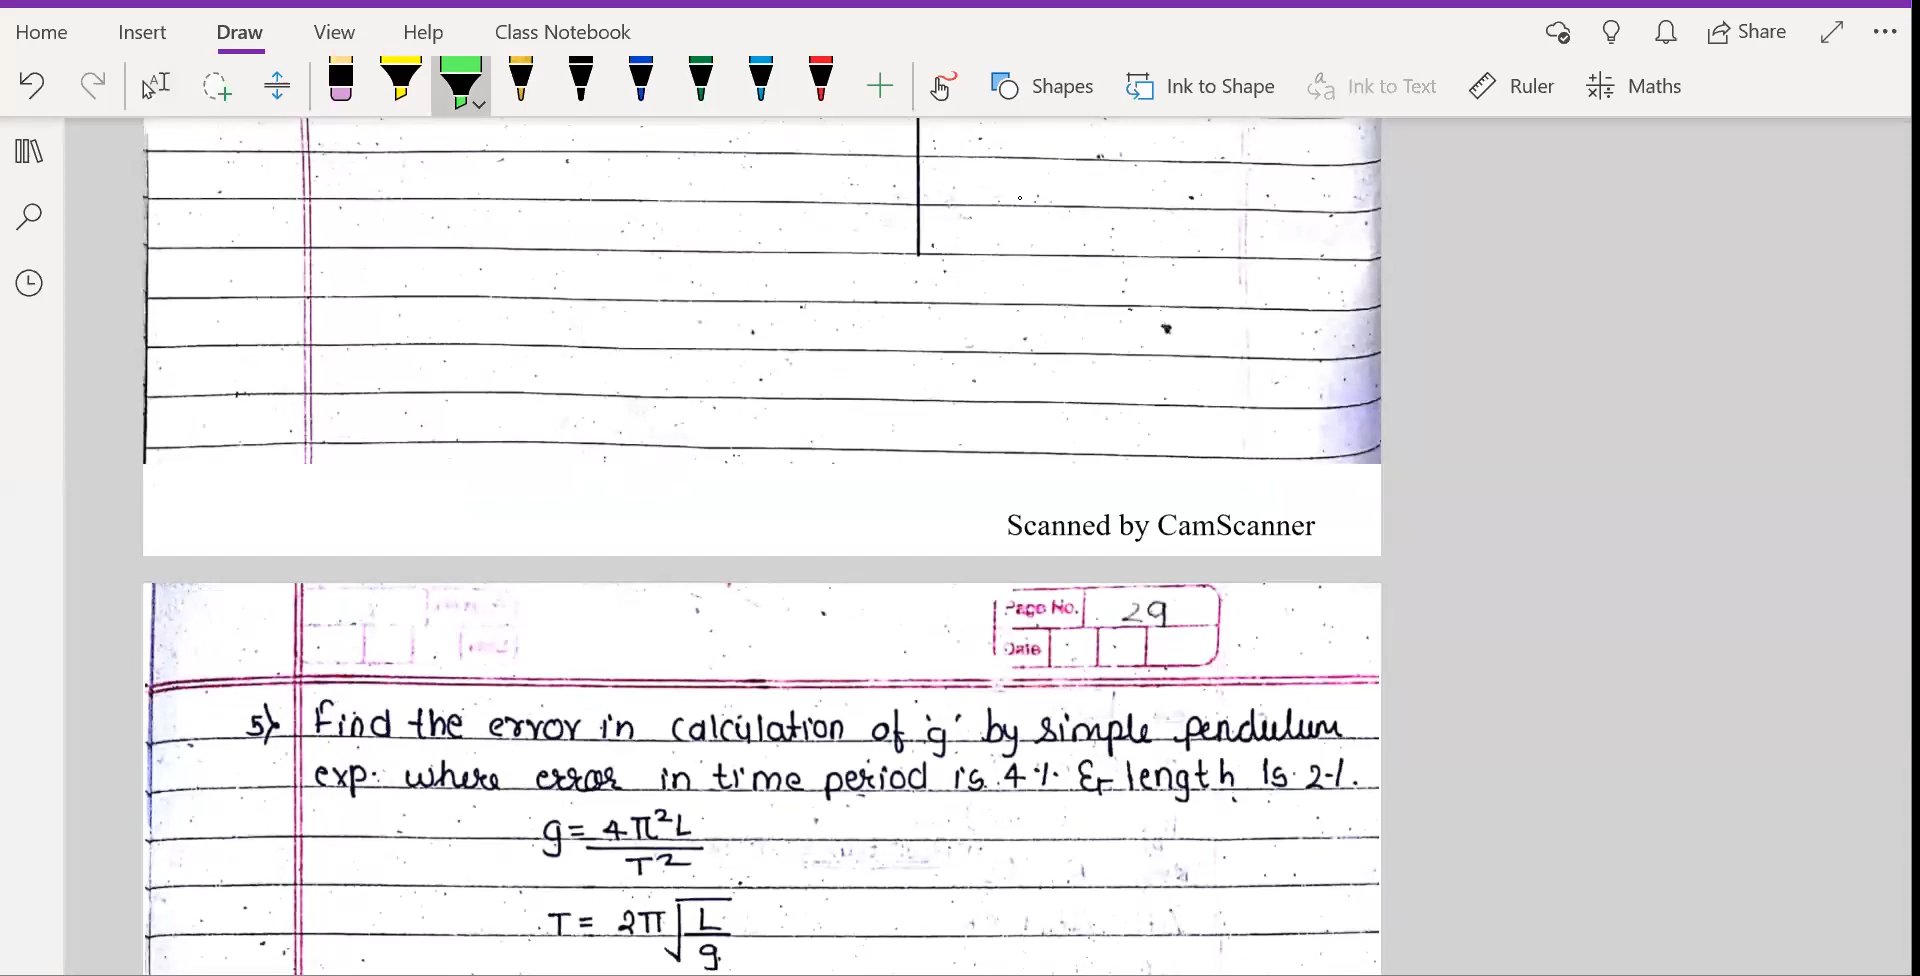 Home Insert Draw View Help Class Notebook Share
Shapes Ink to Shape Ink to Text Ruler Maths
Scanned by CamScanner
Page No. 29
Date
5) Find the error in calculation of 'g' by simple pendulum
exp. where error in time period is 4% & length is 2%.
g = 4π²L
T²
T = 2π√L
g